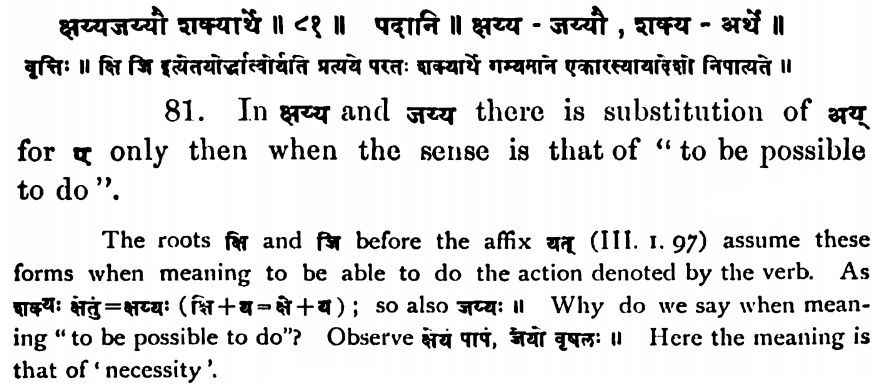 क्षय्यजय्यौ शक्यार्थे ॥ ८१ ॥ पदानि ॥ क्षय्य - जय्यौ , शक्य - अर्थे ॥
वृत्तिः ॥ क्षि जि इत्येतयोर्द्धात्वोर्यति प्रत्यये परतः शक्यार्थे गम्यमाने एकारस्यायादेशो निपात्यते ॥
81. In क्षय्य and जय्य there is substitution of अय्
for ए only then when the sense is that of “ to be possible
to do ”.
The roots क्षि and जि before the affix यत् (III. 1. 97) assume these
forms when meaning to be able to do the action denoted by the verb. As
शक्यः क्षेतुं=क्षय्यः (क्षि+य=क्षे+य) ; so also जय्यः ॥ Why do we say when mean-
ing “ to be possible to do”? Observe क्षेयं पापं, जेयो वृषलः ॥ Here the meaning is
that of ‘ necessity ’.